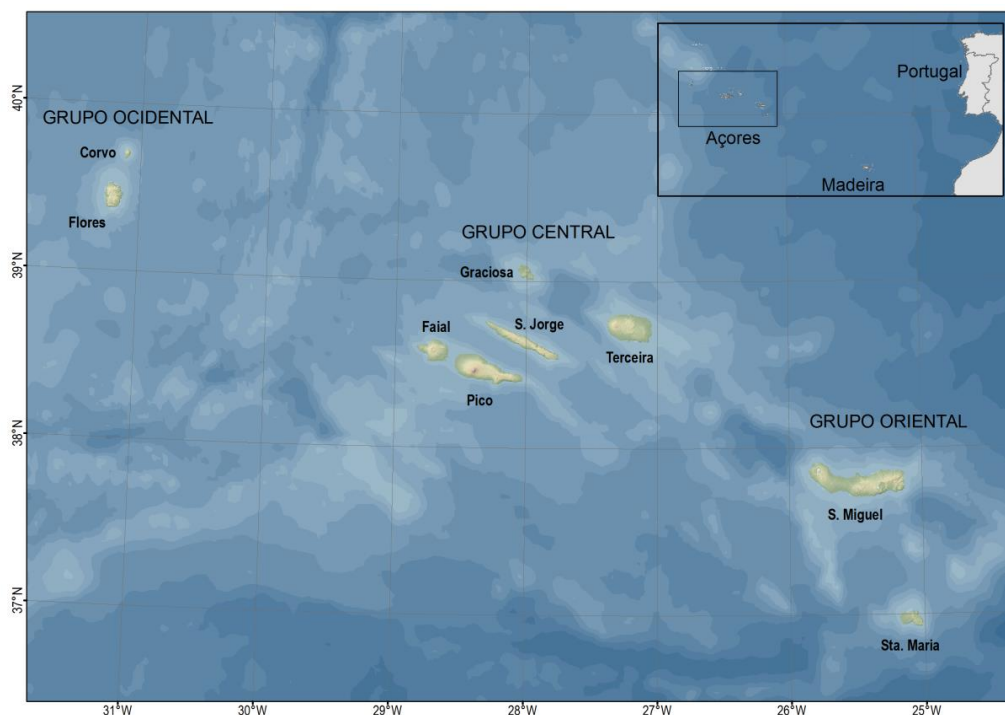 40°N
39°N
38°N
37°N
GRUPO OCIDENTAL
Corvo
Flores
Portugal
Açores
Madeira
GRUPO CENTRAL
Graciosa
S. Jorge
Faial
Terceira
Pico
GRUPO ORIENTAL
S. Miguel
Sta. Maria
31°W
30°W
29°W
28°W
27°W
26°W
25°W